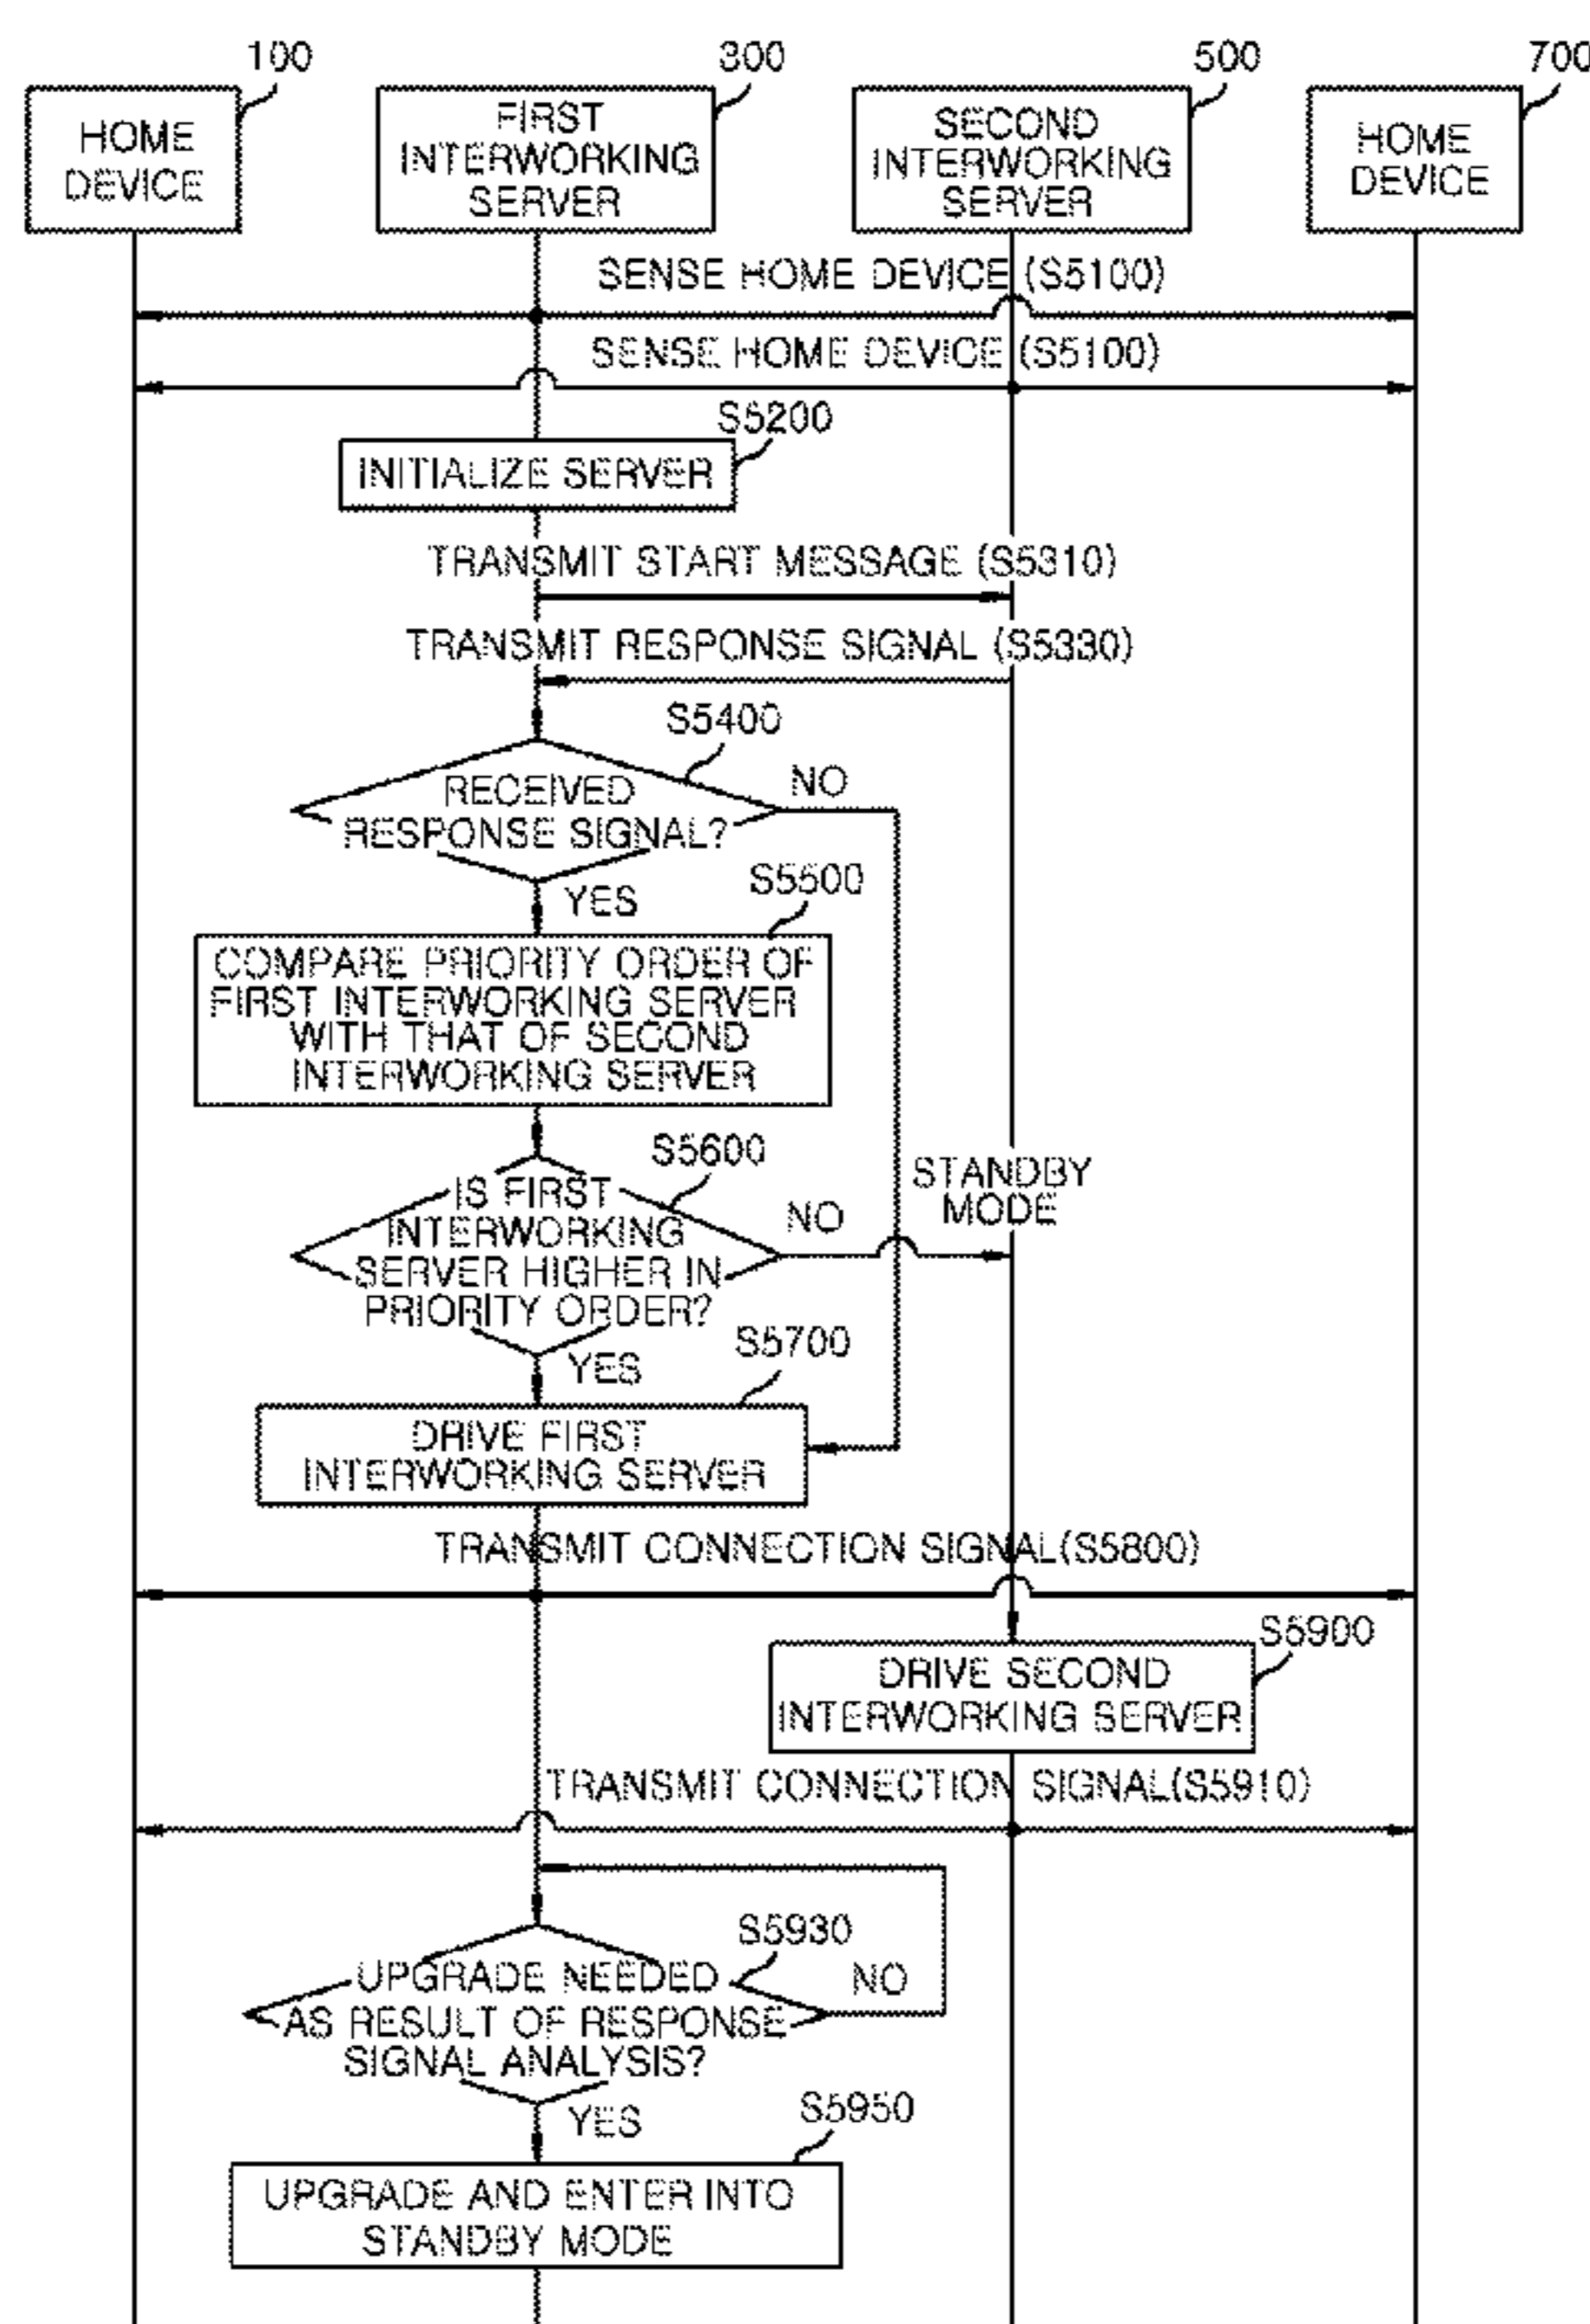 100
300
500
700
HOME
DEVICE
FIRST
INTERWORKING
SERVER
SECOND
INTERWORKING
SERVER
HOME
DEVICE
SENSE HOME DEVICE (S5100)
SENSE HOME DEVICE (S5100)
S5200
INITIALIZE SERVER
TRANSMIT START MESSAGE (S5310)
TRANSMIT RESPONSE SIGNAL (S5330)
S5400
RECEIVED
RESPONSE SIGNAL?
NO
YES
S5500
COMPARE PRIORITY ORDER OF
FIRST INTERWORKING SERVER
WITH THAT OF SECOND
INTERWORKING SERVER
S5600
IS FIRST
INTERWORKING
SERVER HIGHER IN
PRIORITY ORDER?
NO
STANDBY
MODE
YES
S5700
DRIVE FIRST
INTERWORKING SERVER
TRANSMIT CONNECTION SIGNAL(S5800)
S5900
DRIVE SECOND
INTERWORKING SERVER
TRANSMIT CONNECTION SIGNAL(S5910)
S5930
UPGRADE NEEDED
AS RESULT OF RESPONSE
SIGNAL ANALYSIS?
NO
YES
S5950
UPGRADE AND ENTER INTO
STANDBY MODE